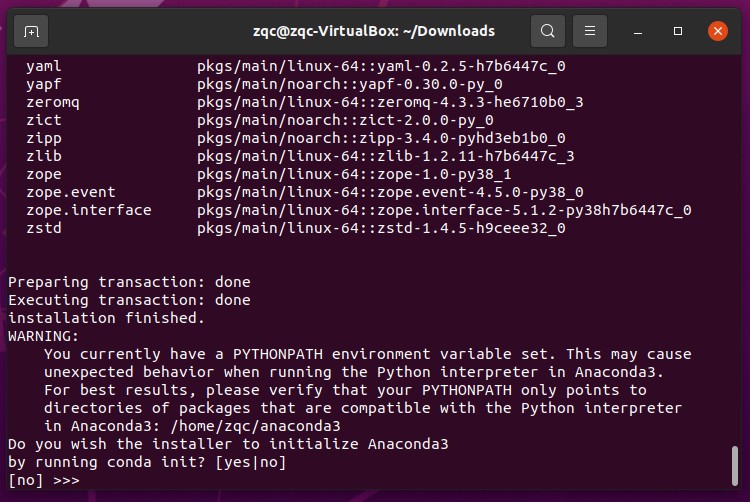 zqc@zqc-VirtualBox: ~/Downloads
yaml pkgs/main/linux-64::yaml-0.2.5-h7b6447c_0
yapf pkgs/main/noarch::yapf-0.30.0-py_0
zeromq pkgs/main/linux-64::zeromq-4.3.3-he6710b0_3
zict pkgs/main/noarch::zict-2.0.0-py_0
zipp pkgs/main/noarch::zipp-3.4.0-pyhd3eb1b0_0
zlib pkgs/main/linux-64::zlib-1.2.11-h7b6447c_3
zope pkgs/main/linux-64::zope-1.0-py38_1
zope.event pkgs/main/linux-64::zope.event-4.5.0-py38_0
zope.interface pkgs/main/linux-64::zope.interface-5.1.2-py38h7b6447c_0
zstd pkgs/main/linux-64::zstd-1.4.5-h9ceee32_0
Preparing transaction: done
Executing transaction: done
installation finished.
WARNING:
You currently have a PYTHONPATH environment variable set. This may cause
unexpected behavior when running the Python interpreter in Anaconda3.
For best results, please verify that your PYTHONPATH only points to
directories of packages that are compatible with the Python interpreter
in Anaconda3: /home/zqc/anaconda3
Do you wish the installer to initialize Anaconda3
by running conda init? [yes|no]
[no] >>>